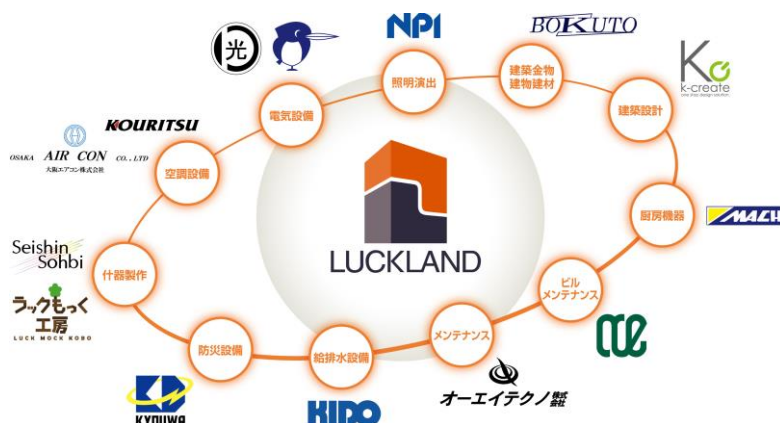 光
NPI
BOKUTO
K
k-create
照明演出
建築金物
建物建材
建築設計
電気設備
KOURITSU
OSAKA AIR CON CO.,LTD
大阪エアコン株式会社
空調設備
厨房機器
MACH
LUCKLAND
Seishin
Sohbi
什器製作
ラックもっく
工房
LUCK MOCK KOBO
ビル
メンテナンス
メンテナンス
防災設備
給排水設備
KYOUWA
KIDO
オーエイテクノ株式会社